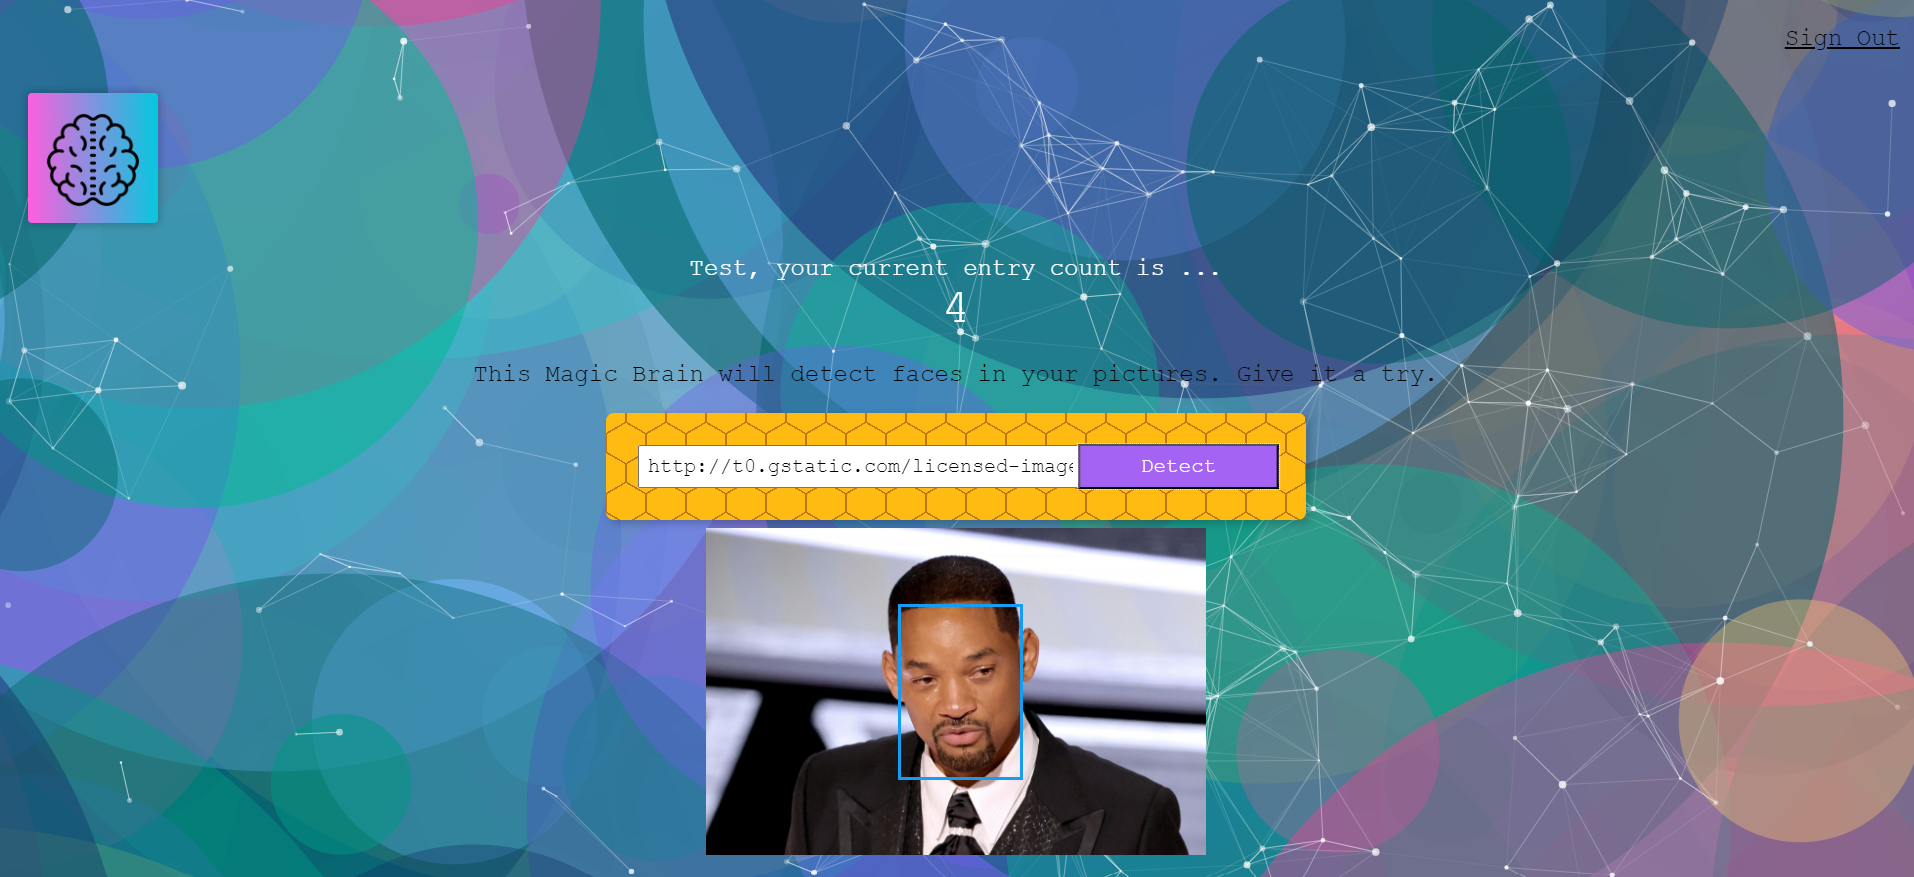 Sign Out
Test, your current entry count is ...
4
This Magic Brain will detect faces in your pictures. Give it a try.
http://t0.gstatic.com/licensed-image
Detect